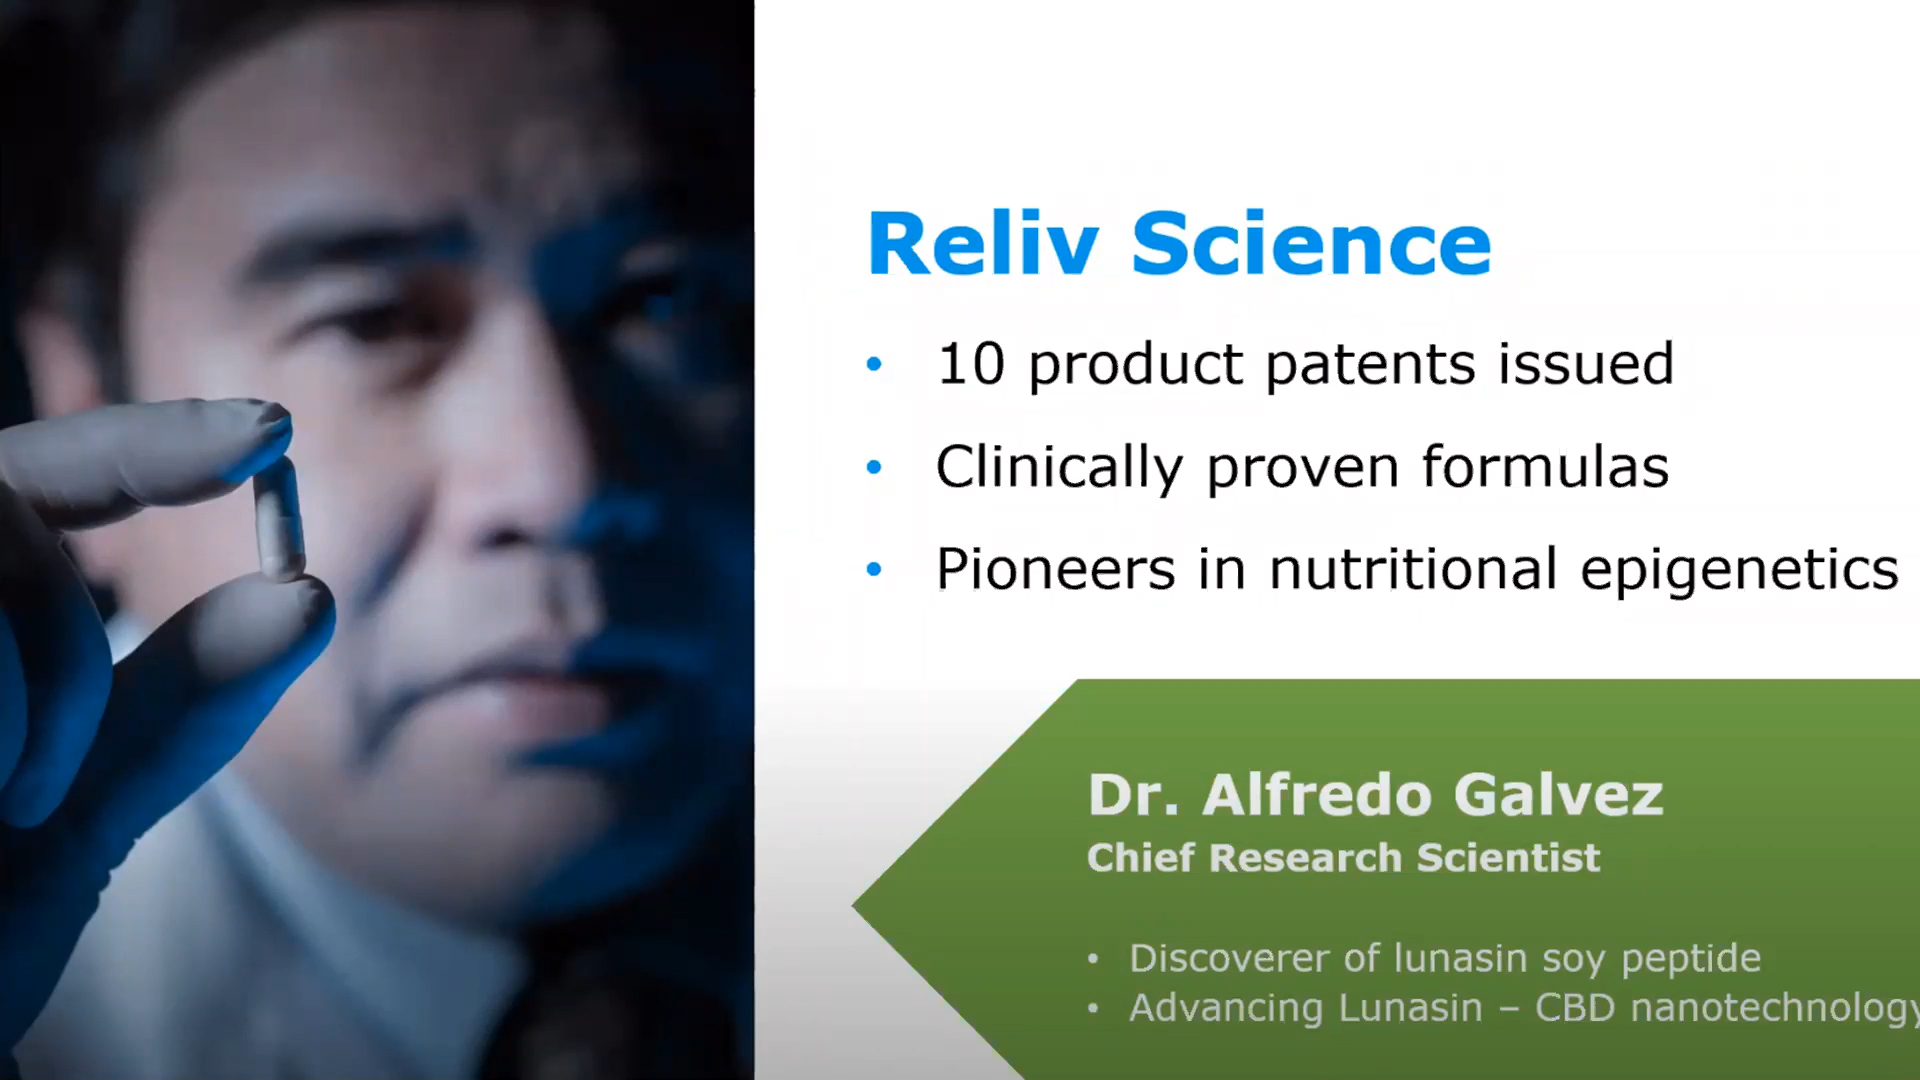 Reliv Science
• 10 product patents issued
• Clinically proven formulas
• Pioneers in nutritional epigenetics
Dr. Alfredo Galvez
Chief Research Scientist
• Discoverer of lunasin soy peptide
• Advancing Lunasin – CBD nanotechnology